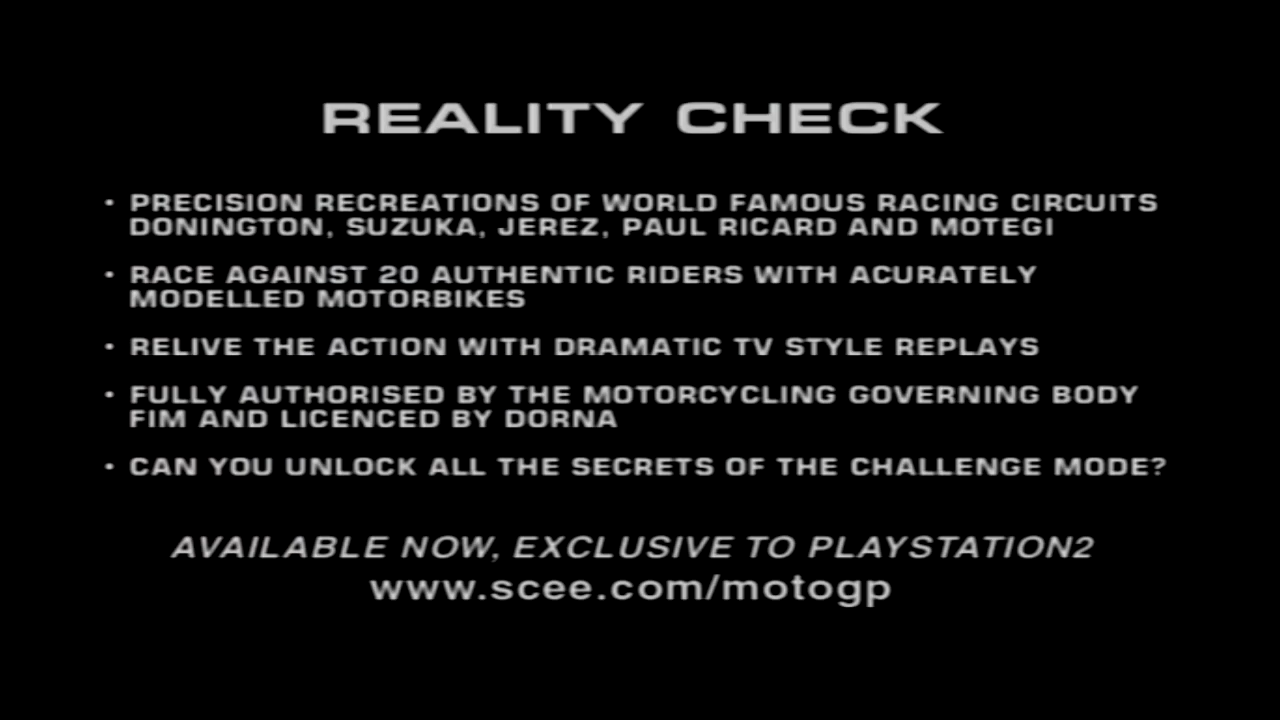 REALITY CHECK
• PRECISION RECREATIONS OF WORLD FAMOUS RACING CIRCUITS
DONINGTON, SUZUKA, JEREZ, PAUL RICARD AND MOTEGI
• RACE AGAINST 20 AUTHENTIC RIDERS WITH ACURATELY
MODELLED MOTORBIKES
• RELIVE THE ACTION WITH DRAMATIC TV STYLE REPLAYS
• FULLY AUTHORISED BY THE MOTORCYCLING GOVERNING BODY
FIM AND LICENCED BY DORNA
• CAN YOU UNLOCK ALL THE SECRETS OF THE CHALLENGE MODE?
AVAILABLE NOW, EXCLUSIVE TO PLAYSTATION2
www.scee.com/motogp